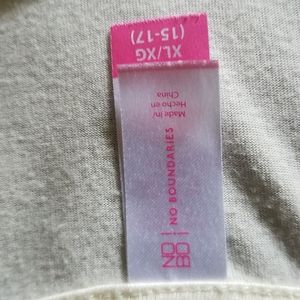 XL/XG
(15-17)
Made in/
Hecho en
China
NO BOUNDARIES
NO
BO